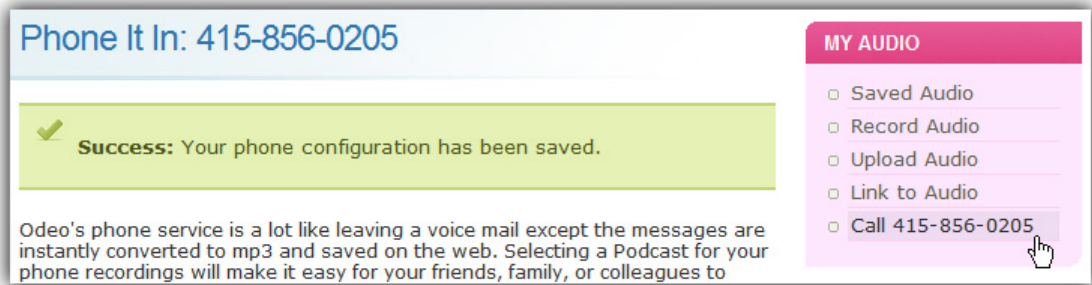 Phone It In: 415-856-0205
Success: Your phone configuration has been saved.
Odeo's phone service is a lot like leaving a voice mail except the messages are
instantly converted to mp3 and saved on the web. Selecting a Podcast for your
phone recordings will make it easy for your friends, family, or colleagues to
MY AUDIO
Saved Audio
Record Audio
Upload Audio
Link to Audio
Call 415-856-0205